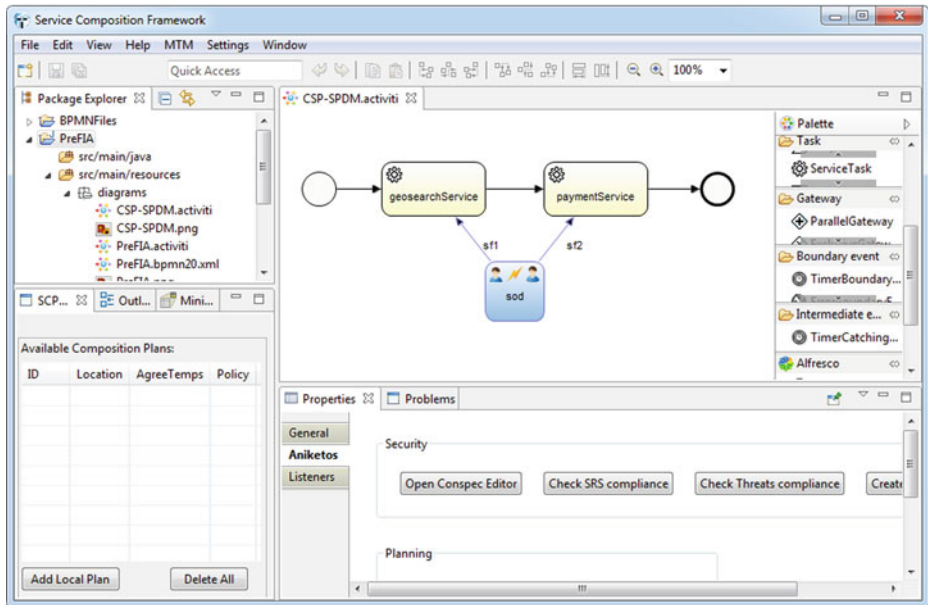 Service Composition Framework
File Edit View Help MTM Settings Window
Quick Access
100%
Package Explorer
BPMNFiles
PreFIA
src/main/java
src/main/resources
diagrams
CSP-SPDM.activiti
CSP-SPDM.png
PreFIA.activiti
PreFIA.bpmn20.xml
SCP... Outl... Mini...
Available Composition Plans:
ID Location AgreeTemps Policy
Add Local Plan Delete All
CSP-SPDM.activiti
geosearchService
paymentService
sf1
sf2
sod
Palette
Task
ServiceTask
Gateway
ParallelGateway
Boundary event
TimerBoundary...
Intermediate e...
TimerCatching...
Alfresco
Properties Problems
General
Aniketos
Listeners
Security
Open Conspec Editor Check SRS compliance Check Threats compliance Create
Planning